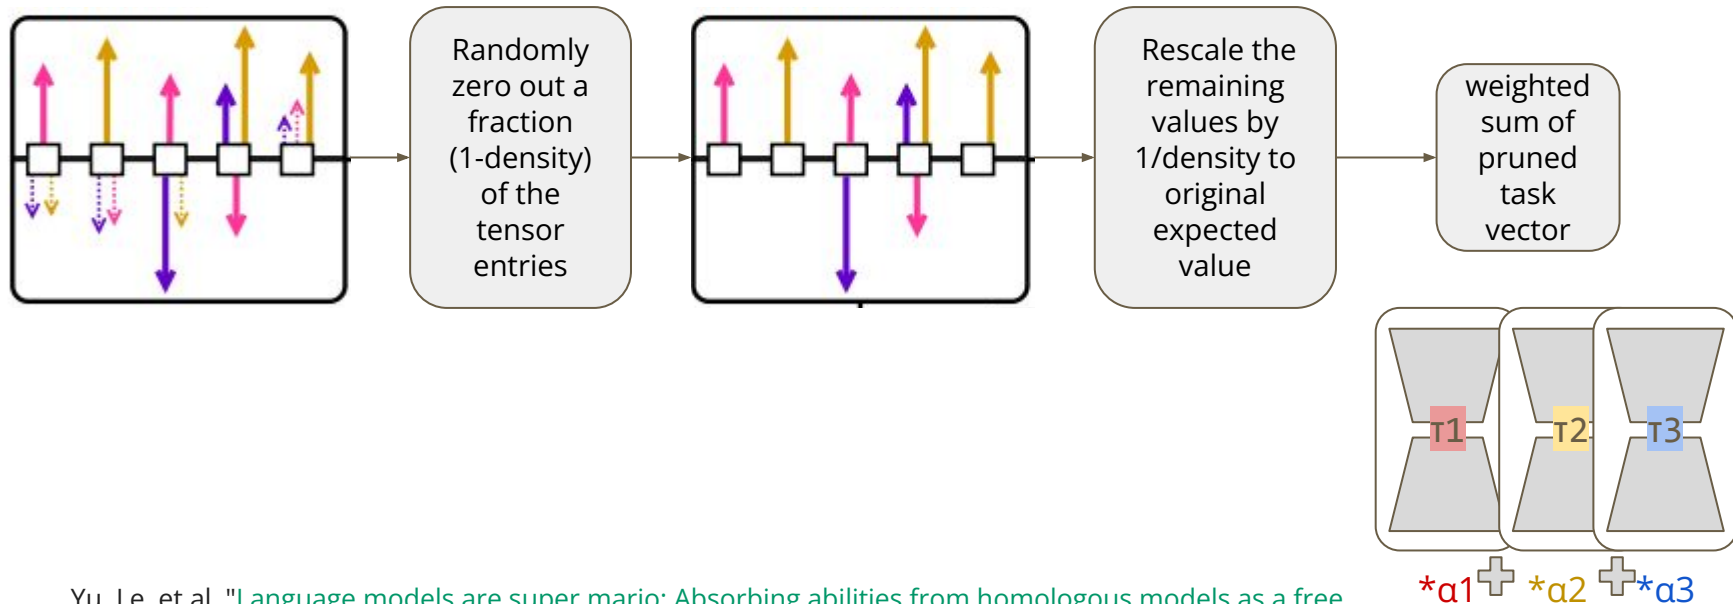 Randomly
zero out a
fraction
(1-density)
of the
tensor
entries
Rescale the
remaining
values by
1/density to
original
expected
value
weighted
sum of
pruned
task
vector
τ1 τ2 τ3
*α1 *α2 *α3
Yu, Le, et al. "Language models are super mario: Absorbing abilities from homologous models as a free